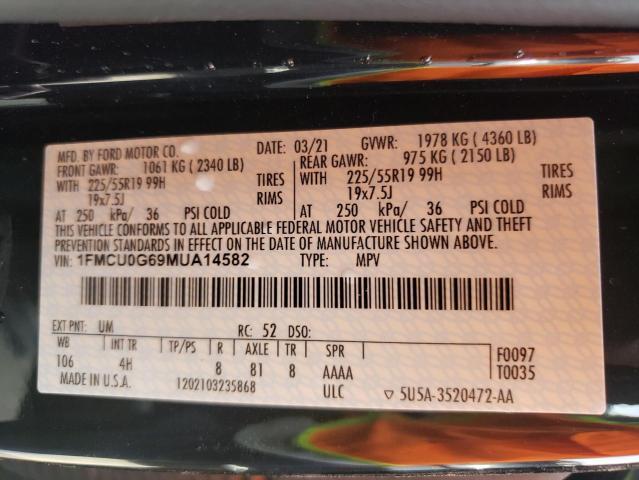 MFD. BY FORD MOTOR CO. DATE: 03/21 GVWR: 1978 KG ( 4360 LB)
FRONT GAWR: 1061 KG ( 2340 LB) REAR GAWR: 975 KG ( 2150 LB)
WITH 225/55R19 99H TIRES WITH 225/55R19 99H TIRES
19x7.5J RIMS 19x7.5J RIMS
AT 250 kPa/ 36 PSI COLD AT 250 kPa/ 36 PSI COLD
THIS VEHICLE CONFORMS TO ALL APPLICABLE FEDERAL MOTOR VEHICLE SAFETY AND THEFT
PREVENTION STANDARDS IN EFFECT ON THE DATE OF MANUFACTURE SHOWN ABOVE.
VIN: 1FMCU0G69MUA14582 TYPE: MPV
EXT PNT: UM RC: 52 DSO:
WB INT TR TP/PS R AXLE TR SPR F0097
106 4H 8 81 8 AAAA T0035
MADE IN U.S.A. 1202103235868 ULC ▽ 5U5A-3520472-AA